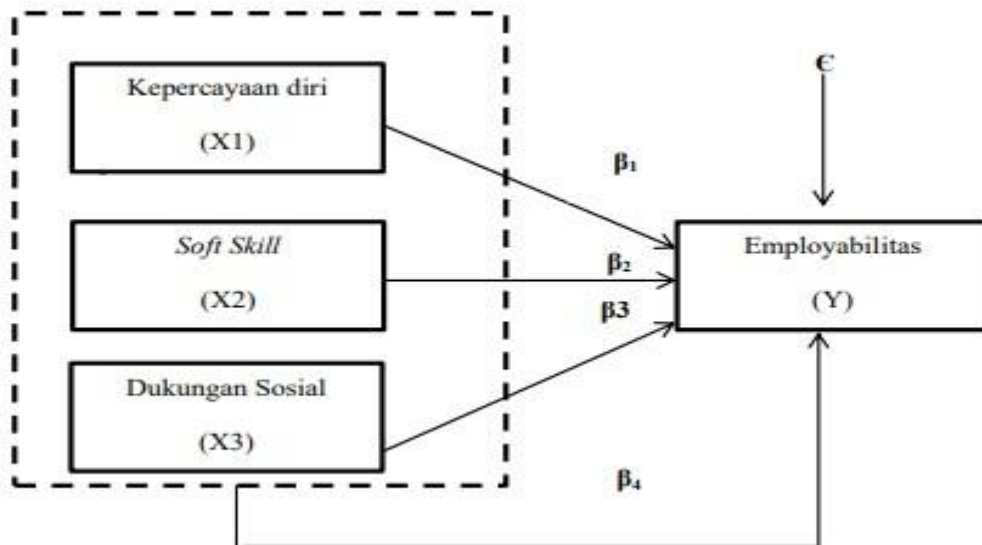 Kepercayaan diri
(X1)
Є
β₁
Soft Skill
(X2)
β₂
β3
Employabilitas
(Y)
Dukungan Sosial
(X3)
β₄